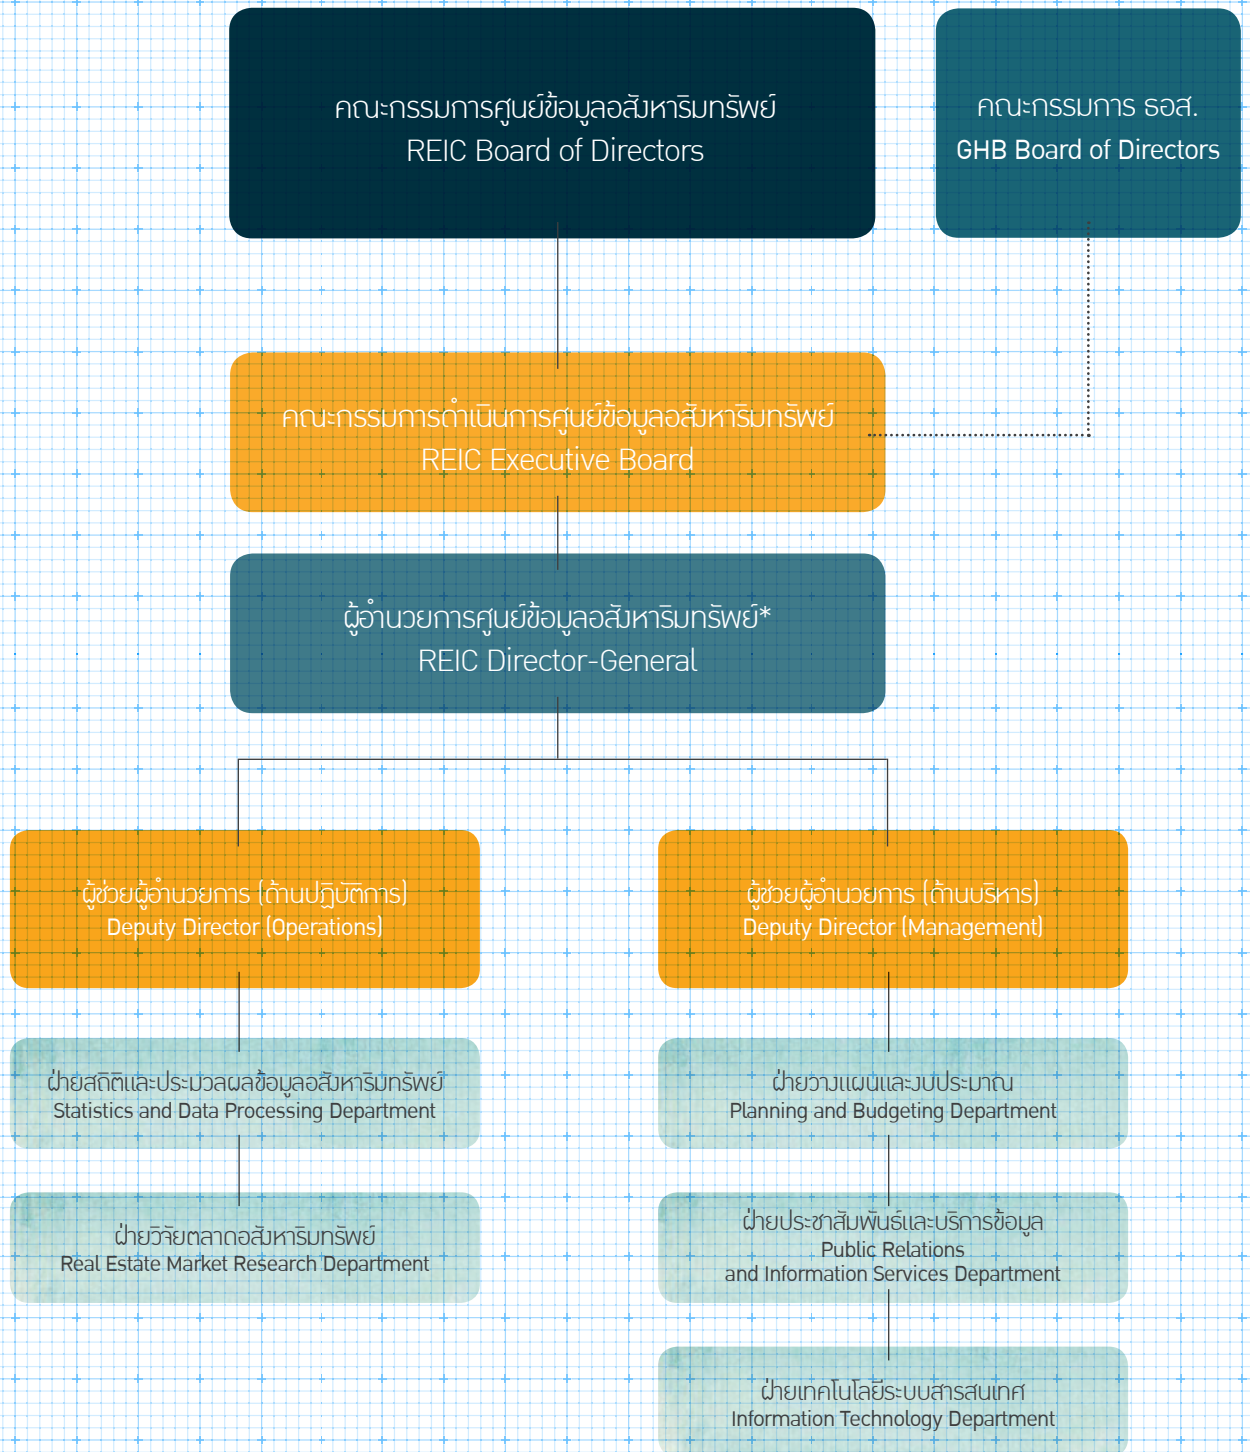 คณะกรรมการศูนย์ข้อมูลอสังหาริมทรัพย์
REIC Board of Directors
คณะกรรมการ ธอส.
GHB Board of Directors
คณะกรรมการดำเนินการศูนย์ข้อมูลอสังหาริมทรัพย์
REIC Executive Board
ผู้อำนวยการศูนย์ข้อมูลอสังหาริมทรัพย์*
REIC Director-General
ผู้ช่วยผู้อำนวยการ (ด้านปฏิบัติการ)
Deputy Director (Operations)
ผู้ช่วยผู้อำนวยการ (ด้านบริหาร)
Deputy Director (Management)
ฝ่ายสถิติและประมวลผลข้อมูลอสังหาริมทรัพย์
Statistics and Data Processing Department
ฝ่ายวางแผนและงบประมาณ
Planning and Budgeting Department
ฝ่ายวิจัยตลาดอสังหาริมทรัพย์
Real Estate Market Research Department
ฝ่ายประชาสัมพันธ์และบริการข้อมูล
Public Relations
and Information Services Department
ฝ่ายเทคโนโลยีระบบสารสนเทศ
Information Technology Department